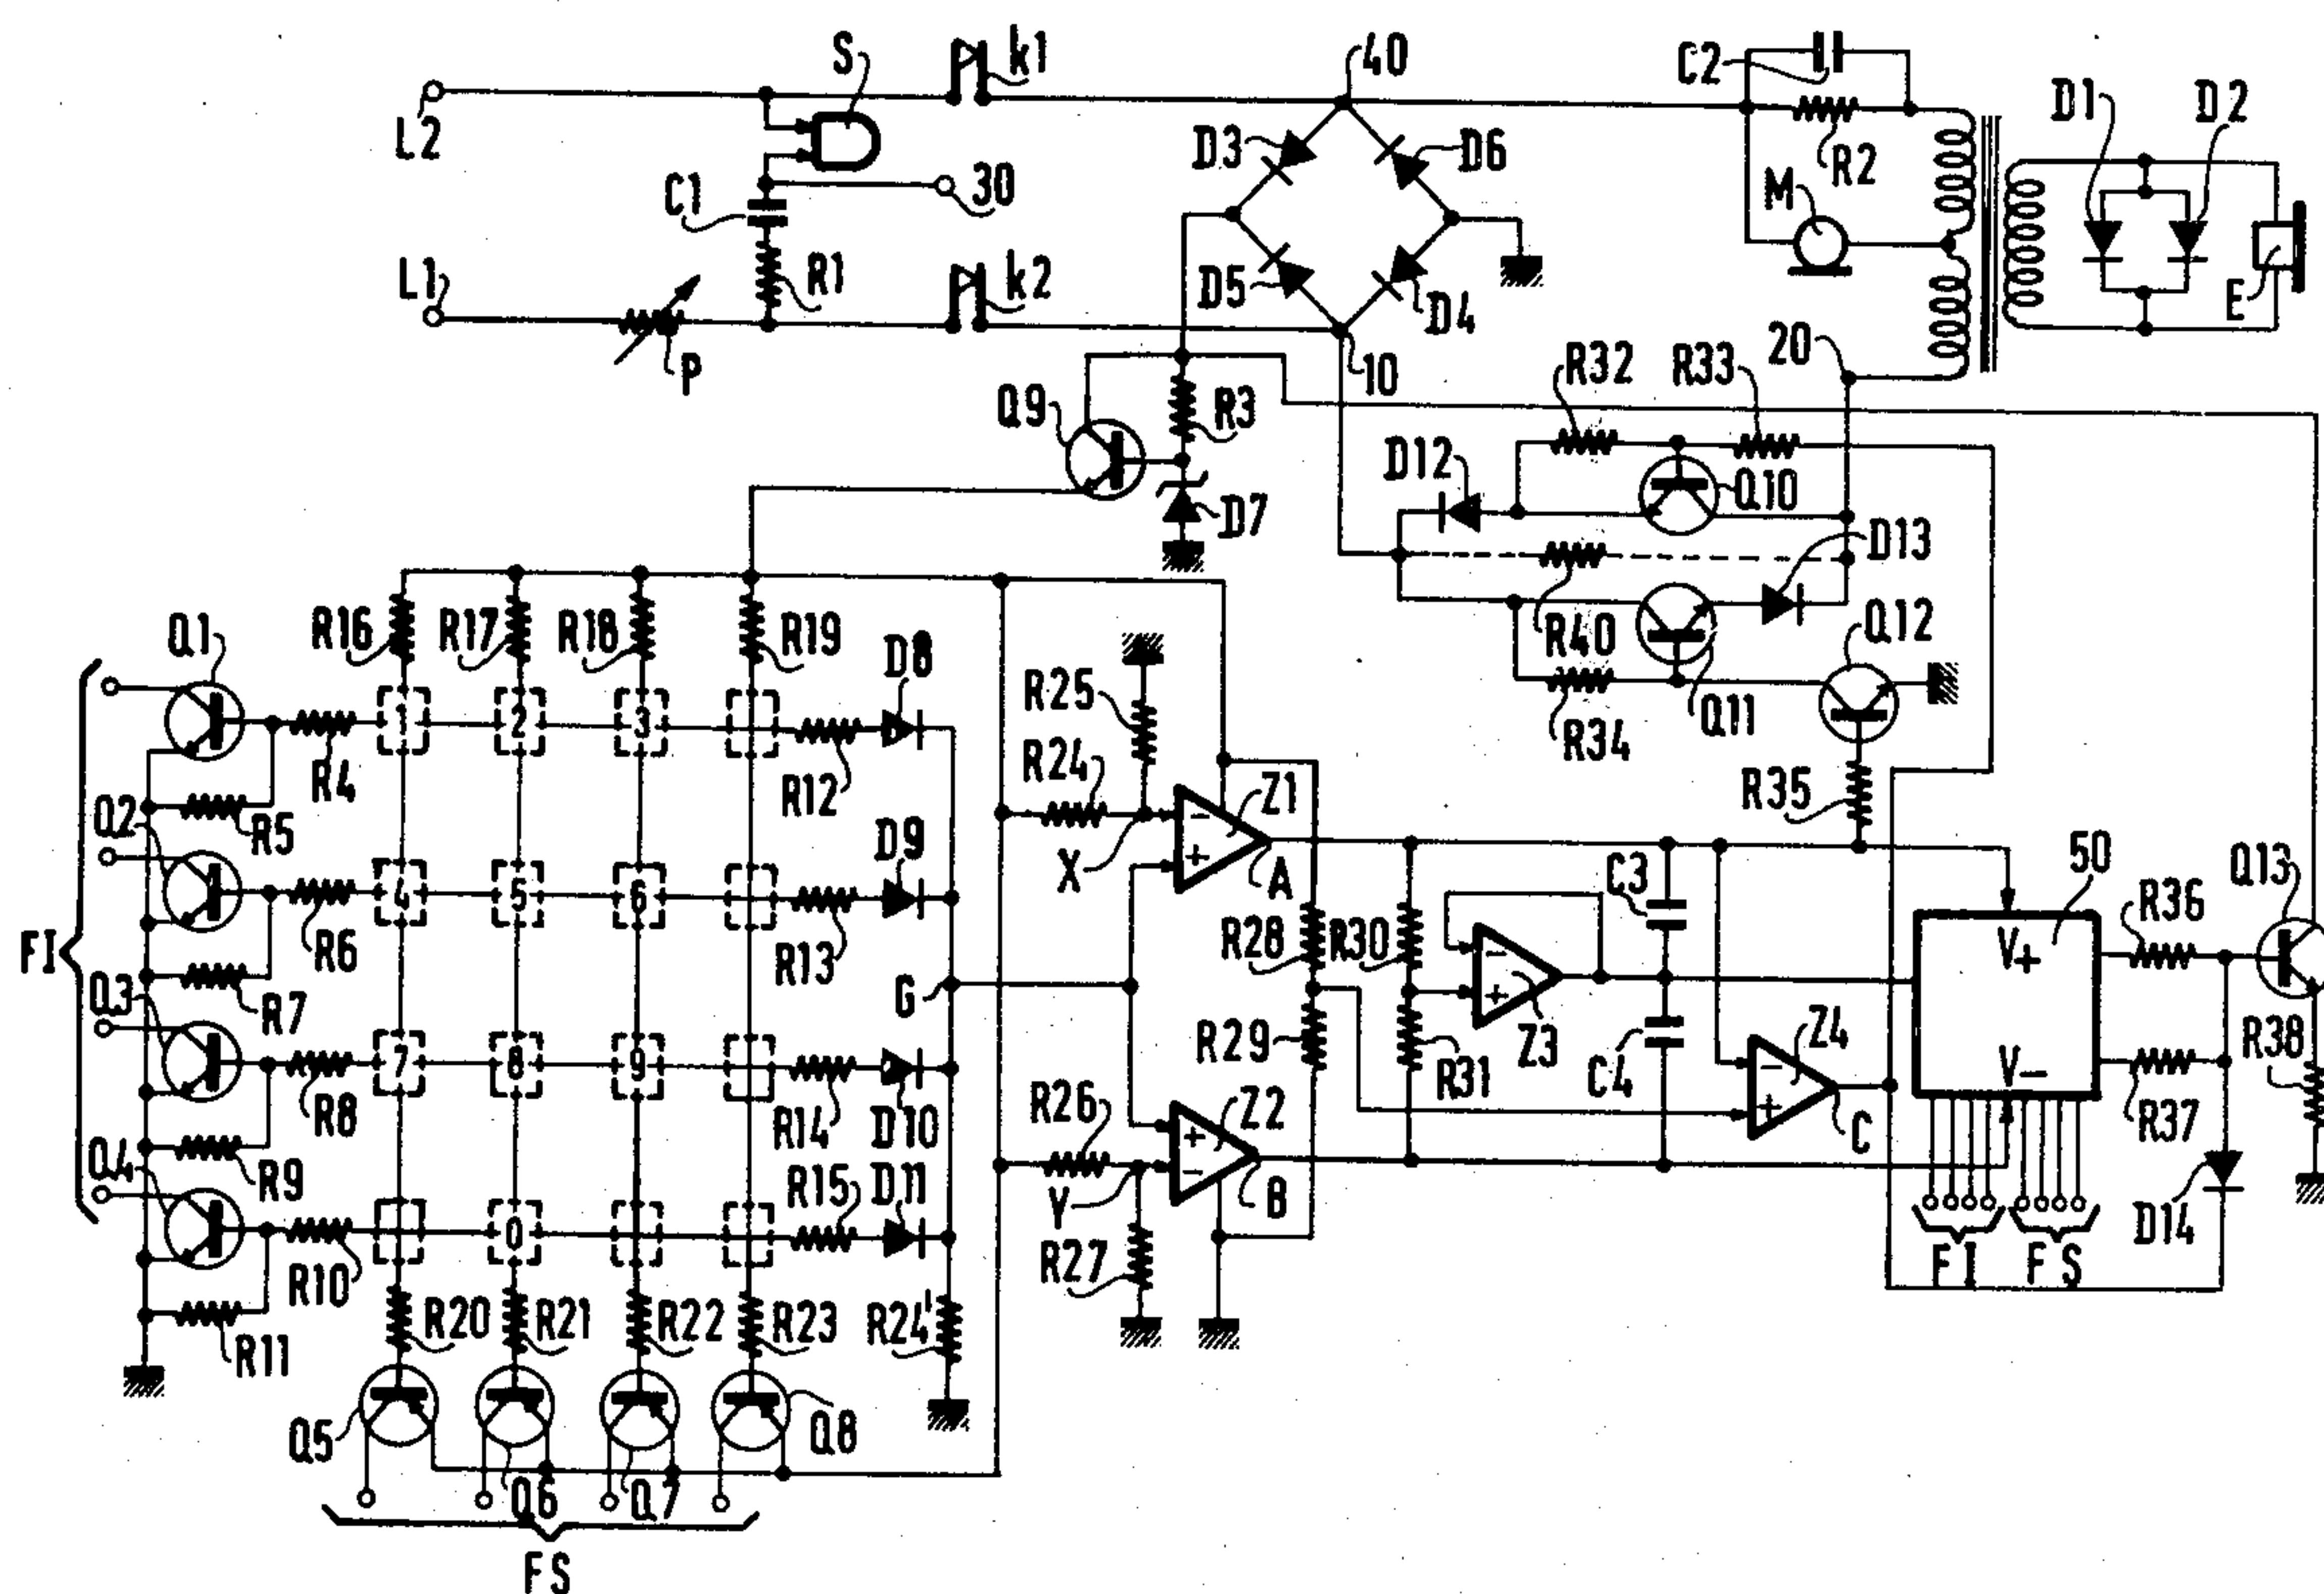 S k1 40 C2 D1 D2
L2 D3 D6 R2
C1 30 M
L1 R1 k2 D5 D4 E
P 10 20
Q9 R3 R32 R33
D12 Q10
D7 D13
Q1 R16 R17 R18 R19 D8 R40 Q12
R25 Q11
1 2 3 R34
R4 R12 R24 Z1 R35
Q2 R5 D9 X - + A C3 50 Q13
4 5 6 R36
FI R6 R13 R28 R30 - + V+
Q3 R7 G Z3 Z4
7 8 9 R29 R31 C4 V- R38
R8 R14 D10 R26 Z2 - + C R37
Q4 R9 R15 D11 Y + - B
0 R27 FI FS D14
R10 R20 R21 R22 R23 R24'
R11
Q5 Q6 Q7 Q8
FS